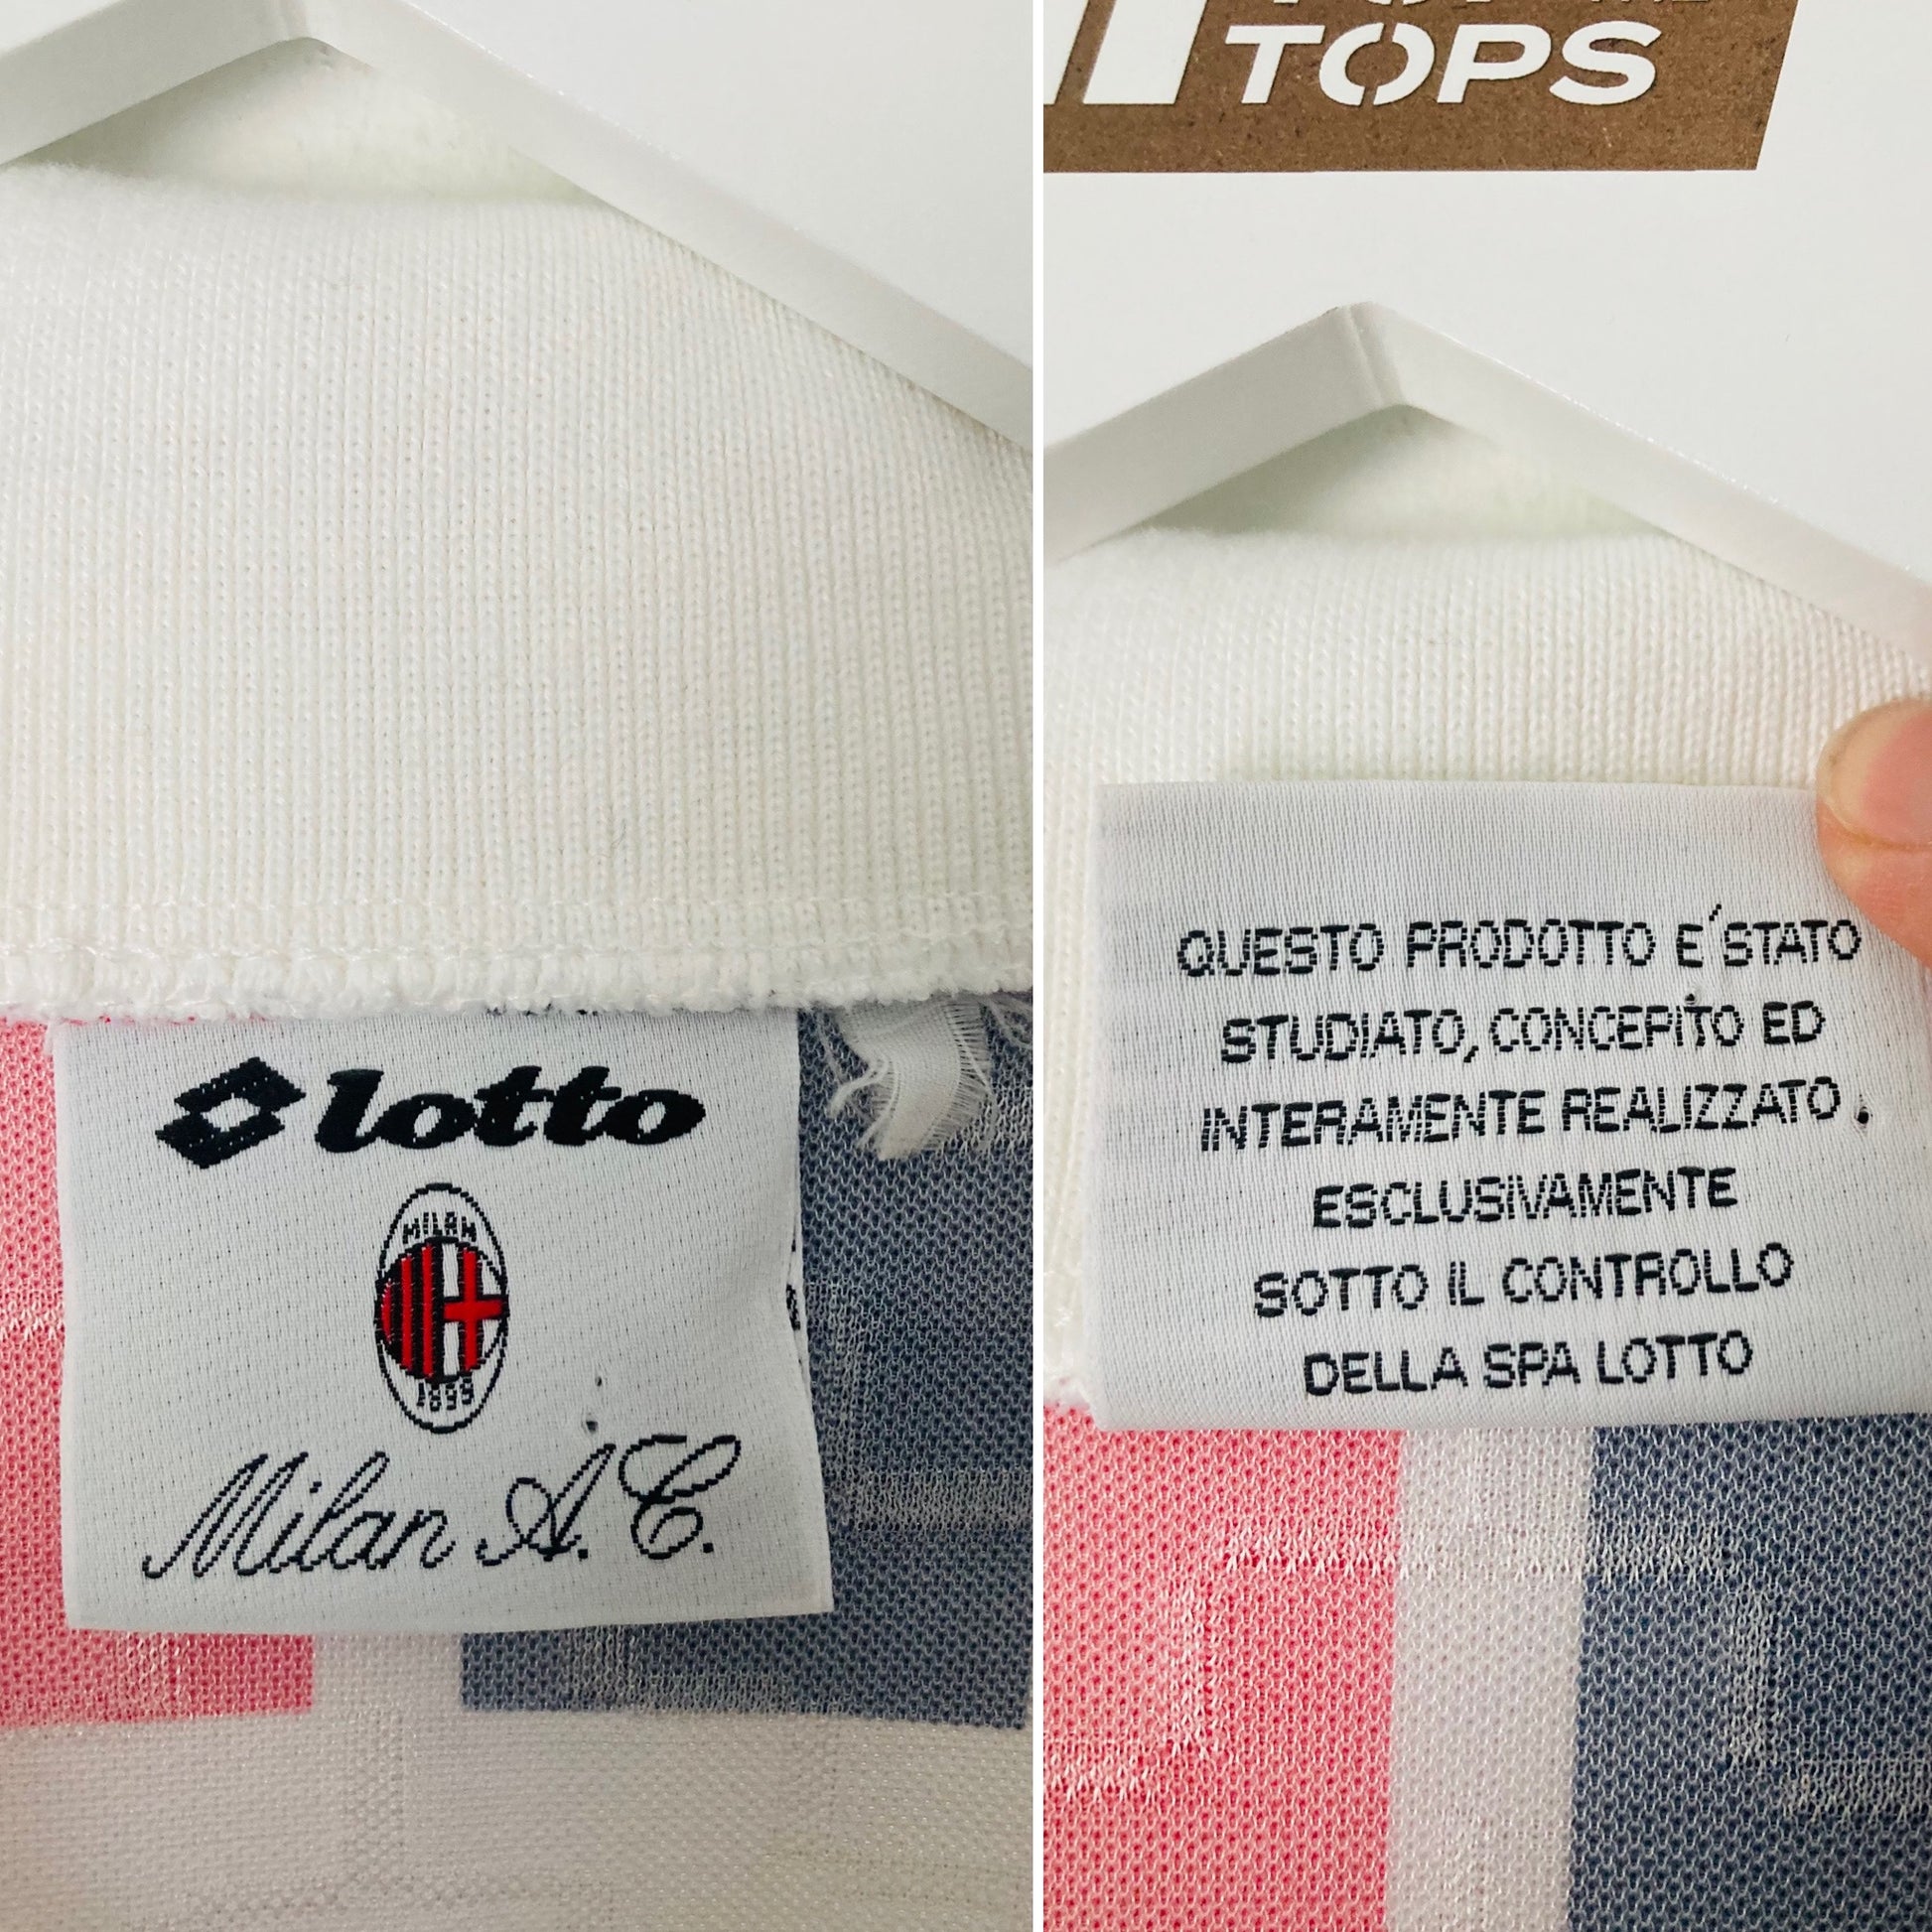 lotto
MILAN
1899
Milan A.C.
TOPS
QUESTO PRODOTTO E´STATO
STUDIATO, CONCEPITO ED
INTERAMENTE REALIZZATO
ESCLUSIVAMENTE
SOTTO IL CONTROLLO
DELLA SPA LOTTO